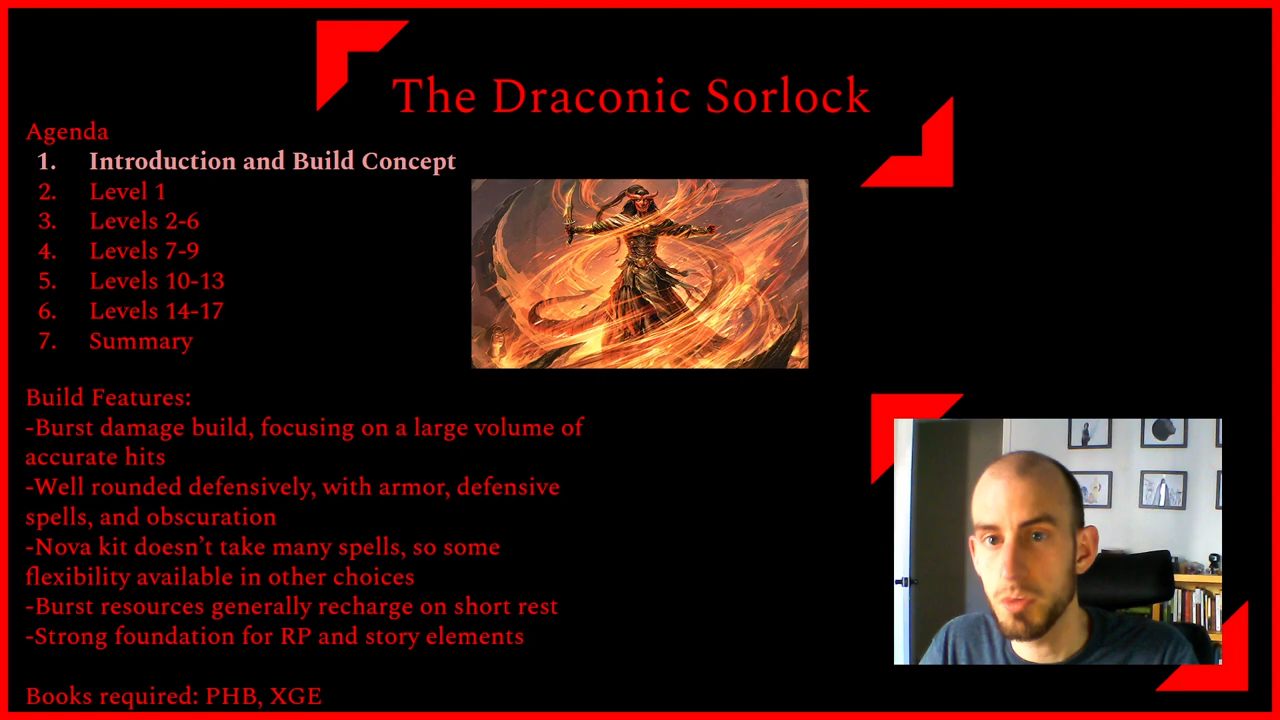 The Draconic Sorlock
Agenda
1. Introduction and Build Concept
2. Level 1
3. Levels 2-6
4. Levels 7-9
5. Levels 10-13
6. Levels 14-17
7. Summary
Build Features:
-Burst damage build, focusing on a large volume of
accurate hits
-Well rounded defensively, with armor, defensive
spells, and obscuration
-Nova kit doesn’t take many spells, so some
flexibility available in other choices
-Burst resources generally recharge on short rest
-Strong foundation for RP and story elements
Books required: PHB, XGE